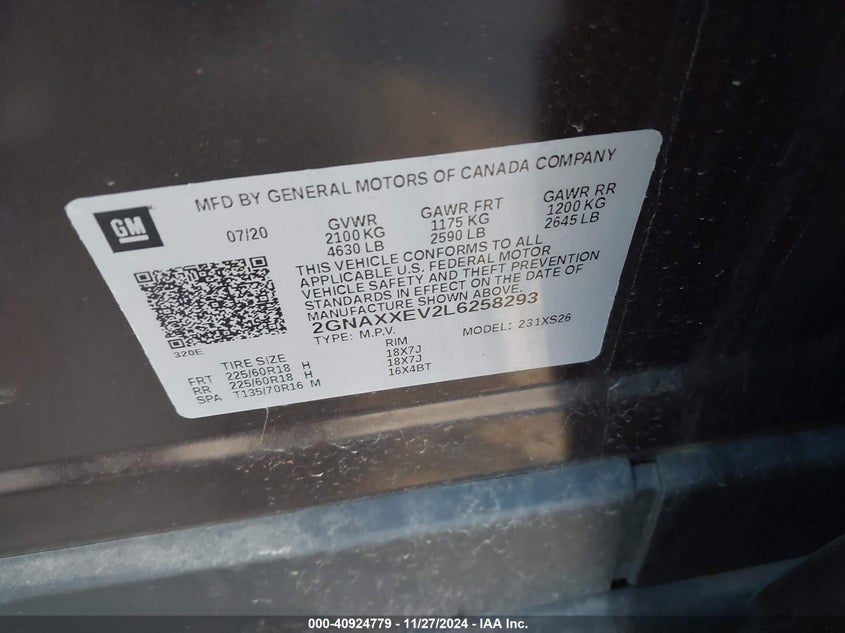 MFD BY GENERAL MOTORS OF CANADA COMPANY
GM
07/20
GVWR
2100 KG
4630 LB
GAWR FRT
1175 KG
2590 LB
GAWR RR
1200 KG
2645 LB
THIS VEHICLE CONFORMS TO ALL
APPLICABLE U.S. FEDERAL MOTOR
VEHICLE SAFETY AND THEFT PREVENTION
STANDARDS IN EFFECT ON THE DATE OF
MANUFACTURE SHOWN ABOVE.
2GNAXXEV2L6258293
TYPE: M.P.V. MODEL: 231XS26
320E
TIRE SIZE RIM
FRT 225/60R18 H 18X7J
RR 225/60R18 H 18X7J
SPA T135/70R16 M 16X4BT
000-40924779 - 11/27/2024 - IAA Inc.